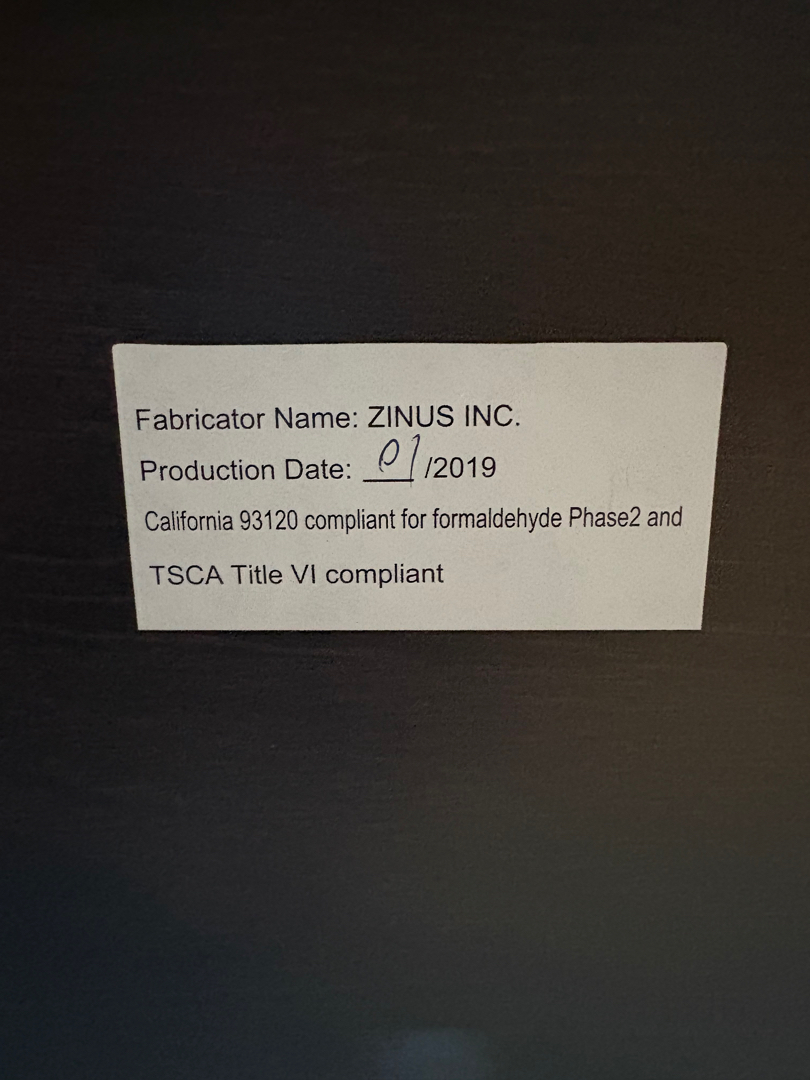 Fabricator Name: ZINUS INC.
Production Date: 01/2019
California 93120 compliant for formaldehyde Phase2 and
TSCA Title VI compliant